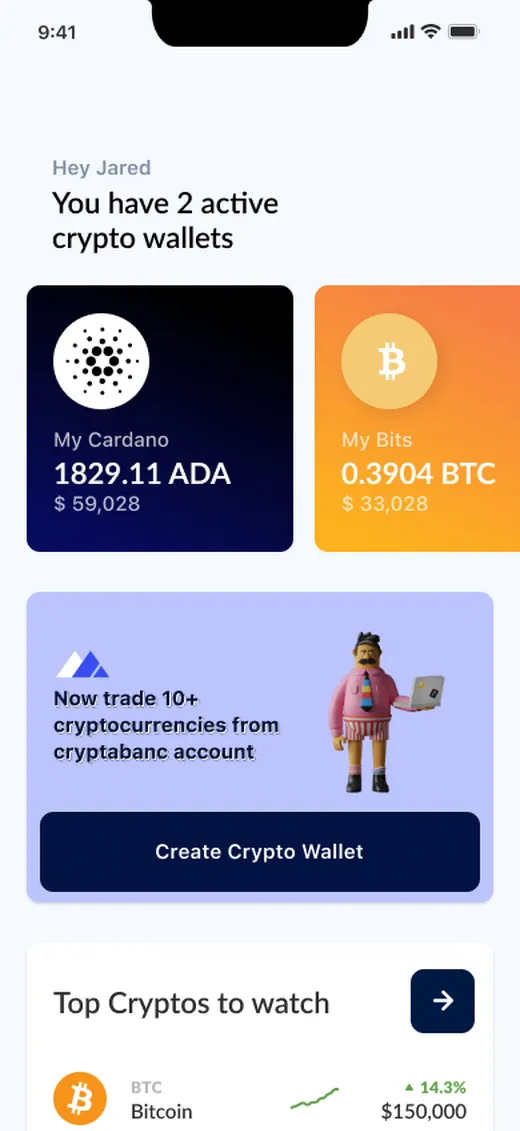 9:41
Hey Jared
You have 2 active
crypto wallets
My Cardano
1829.11 ADA
$ 59,028
My Bits
0.3904 BTC
$ 33,028
Now trade 10+
cryptocurrencies from
cryptabanc account
Create Crypto Wallet
Top Cryptos to watch
BTC
Bitcoin
14.3%
$150,000